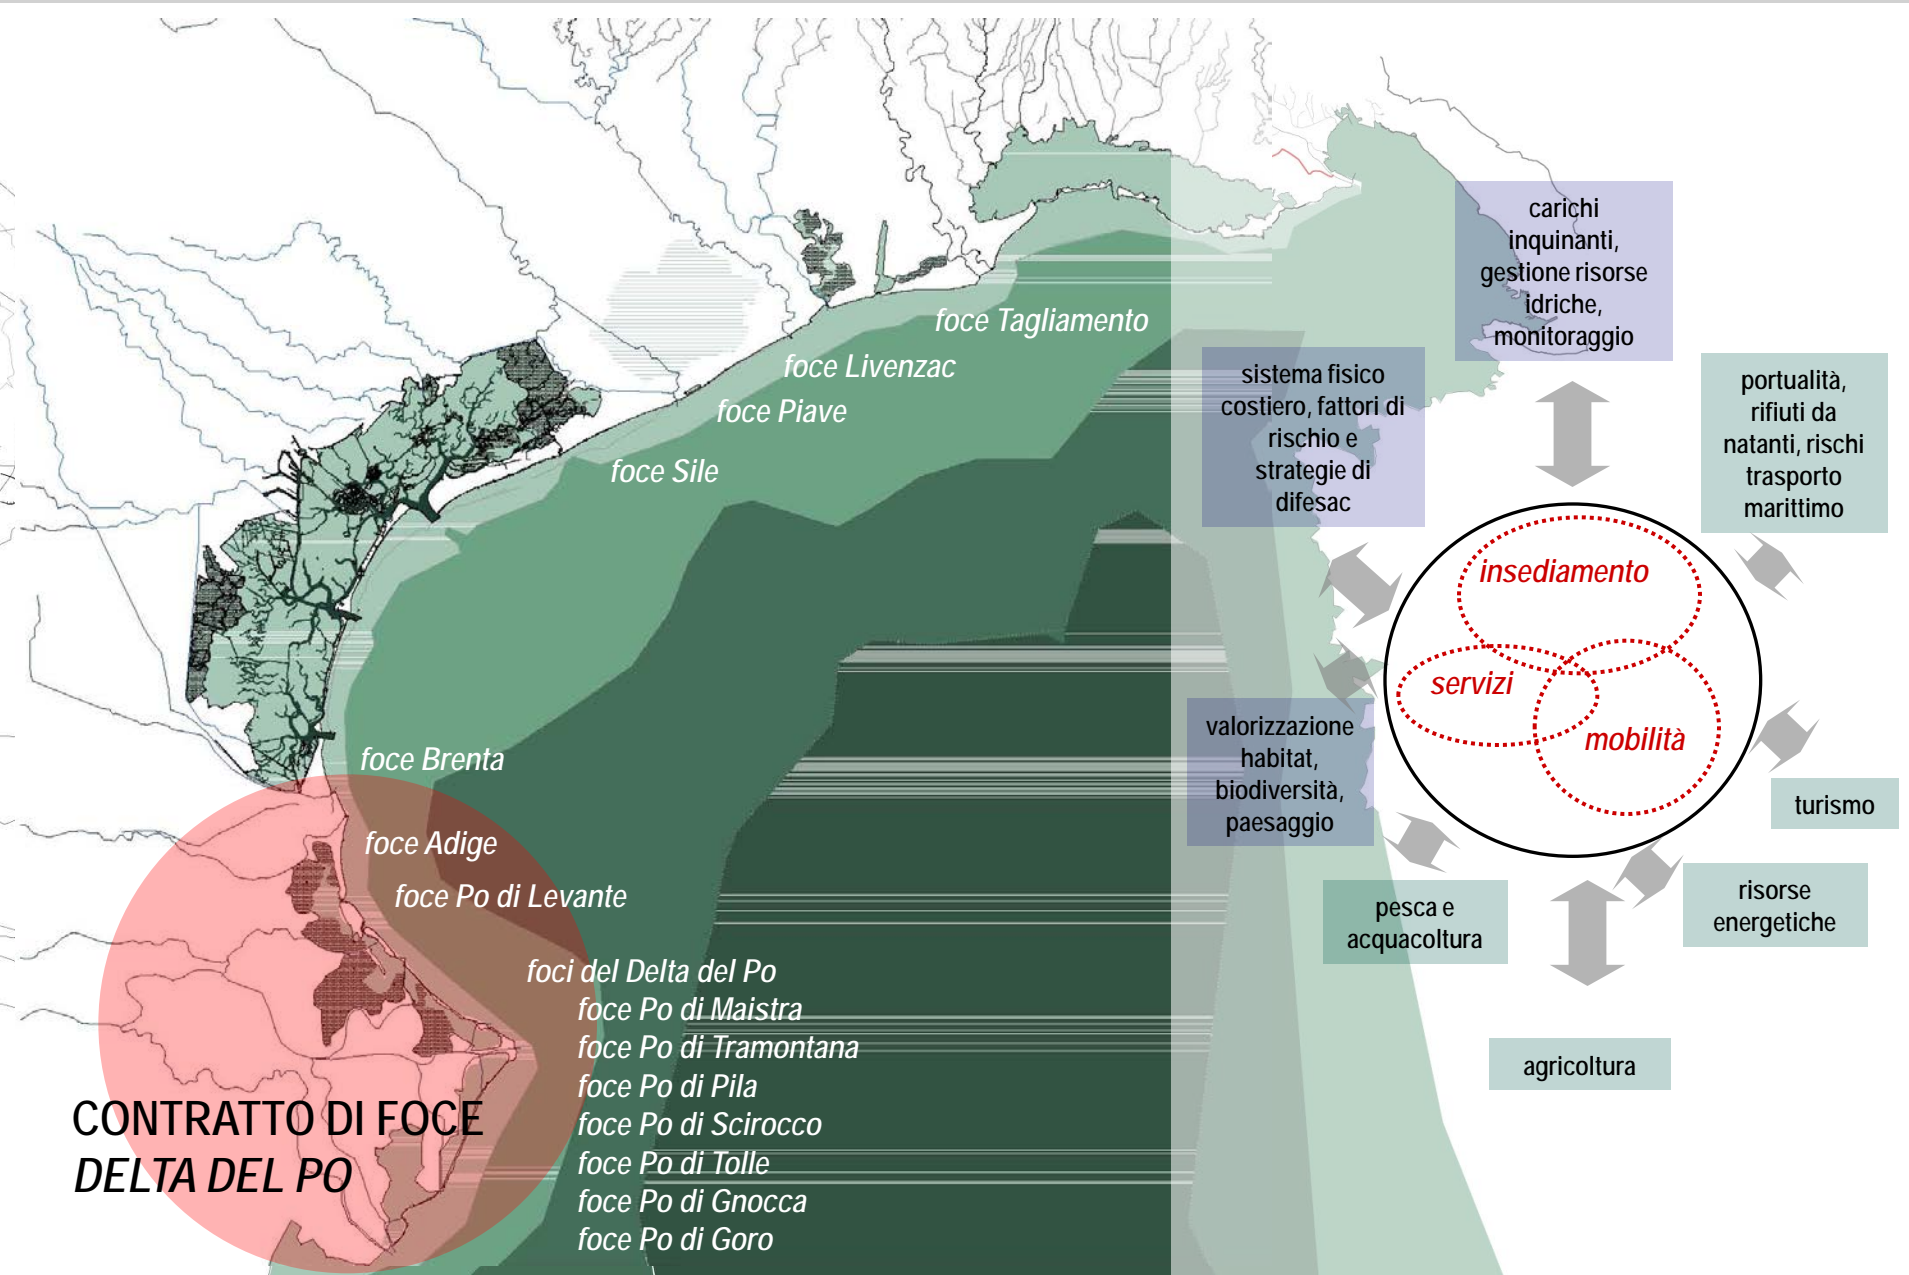 foce Tagliamento
foce Livenzac
foce Piave
foce Sile
foce Brenta
foce Adige
foce Po di Levante
foci del Delta del Po
foce Po di Maistra
foce Po di Tramontana
foce Po di Pila
foce Po di Scirocco
foce Po di Tolle
foce Po di Gnocca
foce Po di Goro
CONTRATTO DI FOCE
DELTA DEL PO
carichi
inquinanti,
gestione risorse
idriche,
monitoraggio
sistema fisico
costiero, fattori di
rischio e
strategie di
difesac
portualità,
rifiuti da
natanti, rischi
trasporto
marittimo
insediamento
servizi
mobilità
valorizzazione
habitat,
biodiversità,
paesaggio
turismo
pesca e
acquacoltura
risorse
energetiche
agricoltura